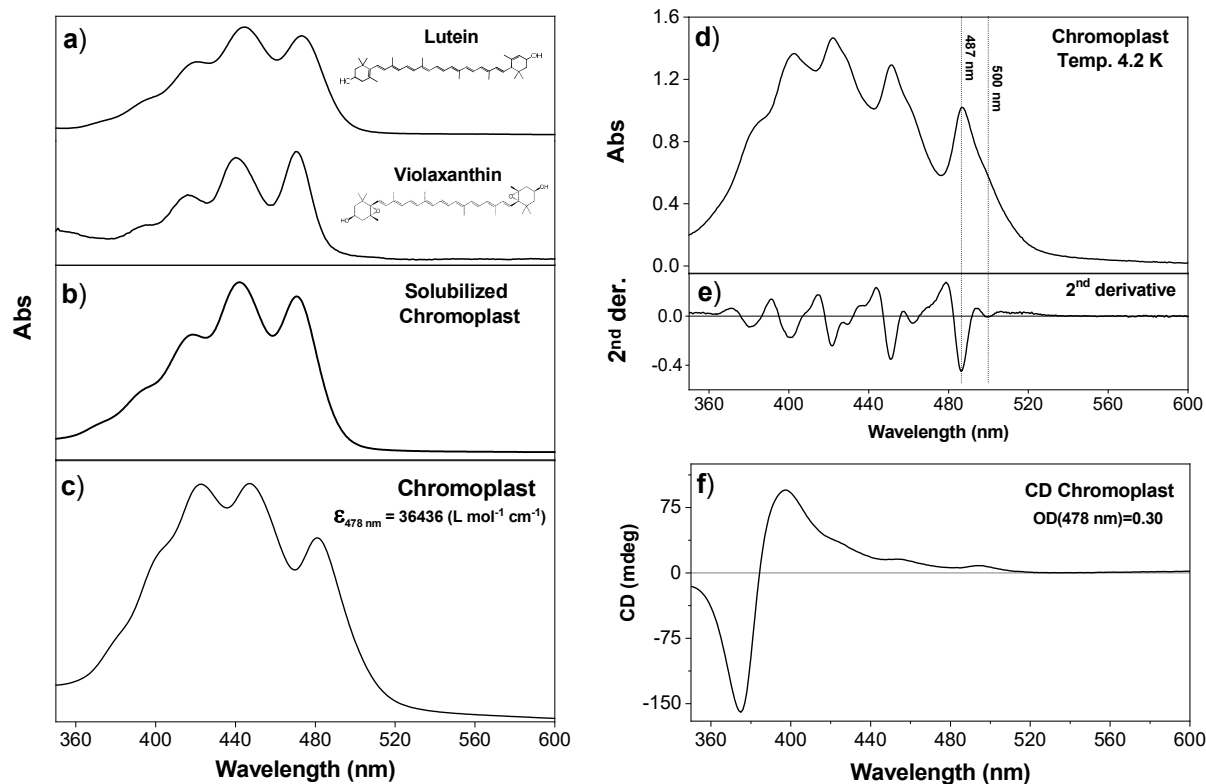 a)
Lutein
HO
OH
Violaxanthin
HO
O
O
OH
b)
Solubilized
Chromoplast
c)
Chromoplast
ε478 nm = 36436 (L mol-1 cm-1)
Abs
360 400 440 480 520 560 600
Wavelength (nm)
d)
Chromoplast
Temp. 4.2 K
487 nm
500 nm
1.6
1.2
0.8
0.4
0.0
Abs
e)
2nd derivative
0.0
-0.4
2nd der.
360 400 440 480 520 560 600
Wavelength (nm)
f)
CD Chromoplast
OD(478 nm)=0.30
75
0
-75
-150
CD (mdeg)
360 400 440 480 520 560 600
Wavelength (nm)